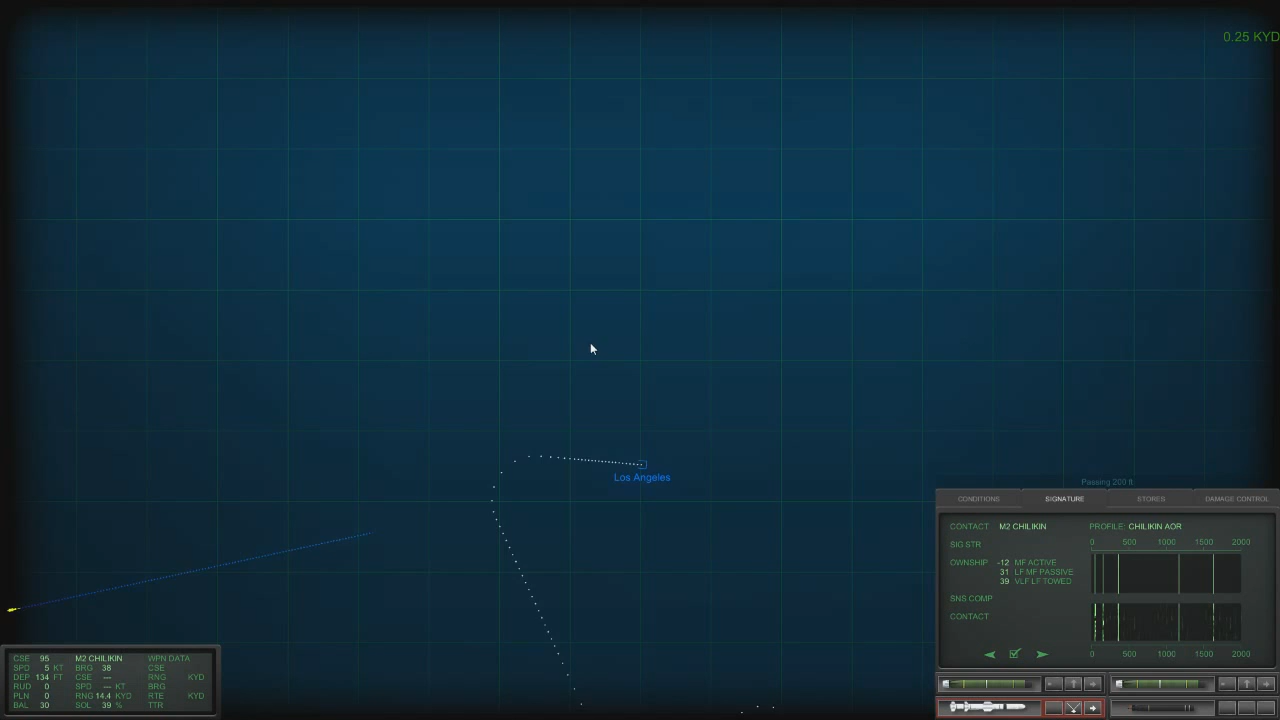 0.25 KYD
Los Angeles
Passing 200 ft
CONDITIONS SIGNATURE STORES DAMAGE CONTROL
CONTACT M2 CHILIKIN PROFILE: CHILIKIN AOR
SIG STR 0 500 1000 1500 2000
OWNSHIP -12 MF ACTIVE
31 LF MF PASSIVE
39 VLF LF TOWED
SNS COMP
CONTACT
0 500 1000 1500 2000
CSE 95 M2 CHILIKIN WPN DATA
SPD 5 KT BRG 38 CSE
DEP 134 FT CSE --- RNG KYD
RUD 0 SPD --- KT BRG
PLN 0 RNG 14.4 KYD RTE KYD
BAL 30 SOL 39 % TTR